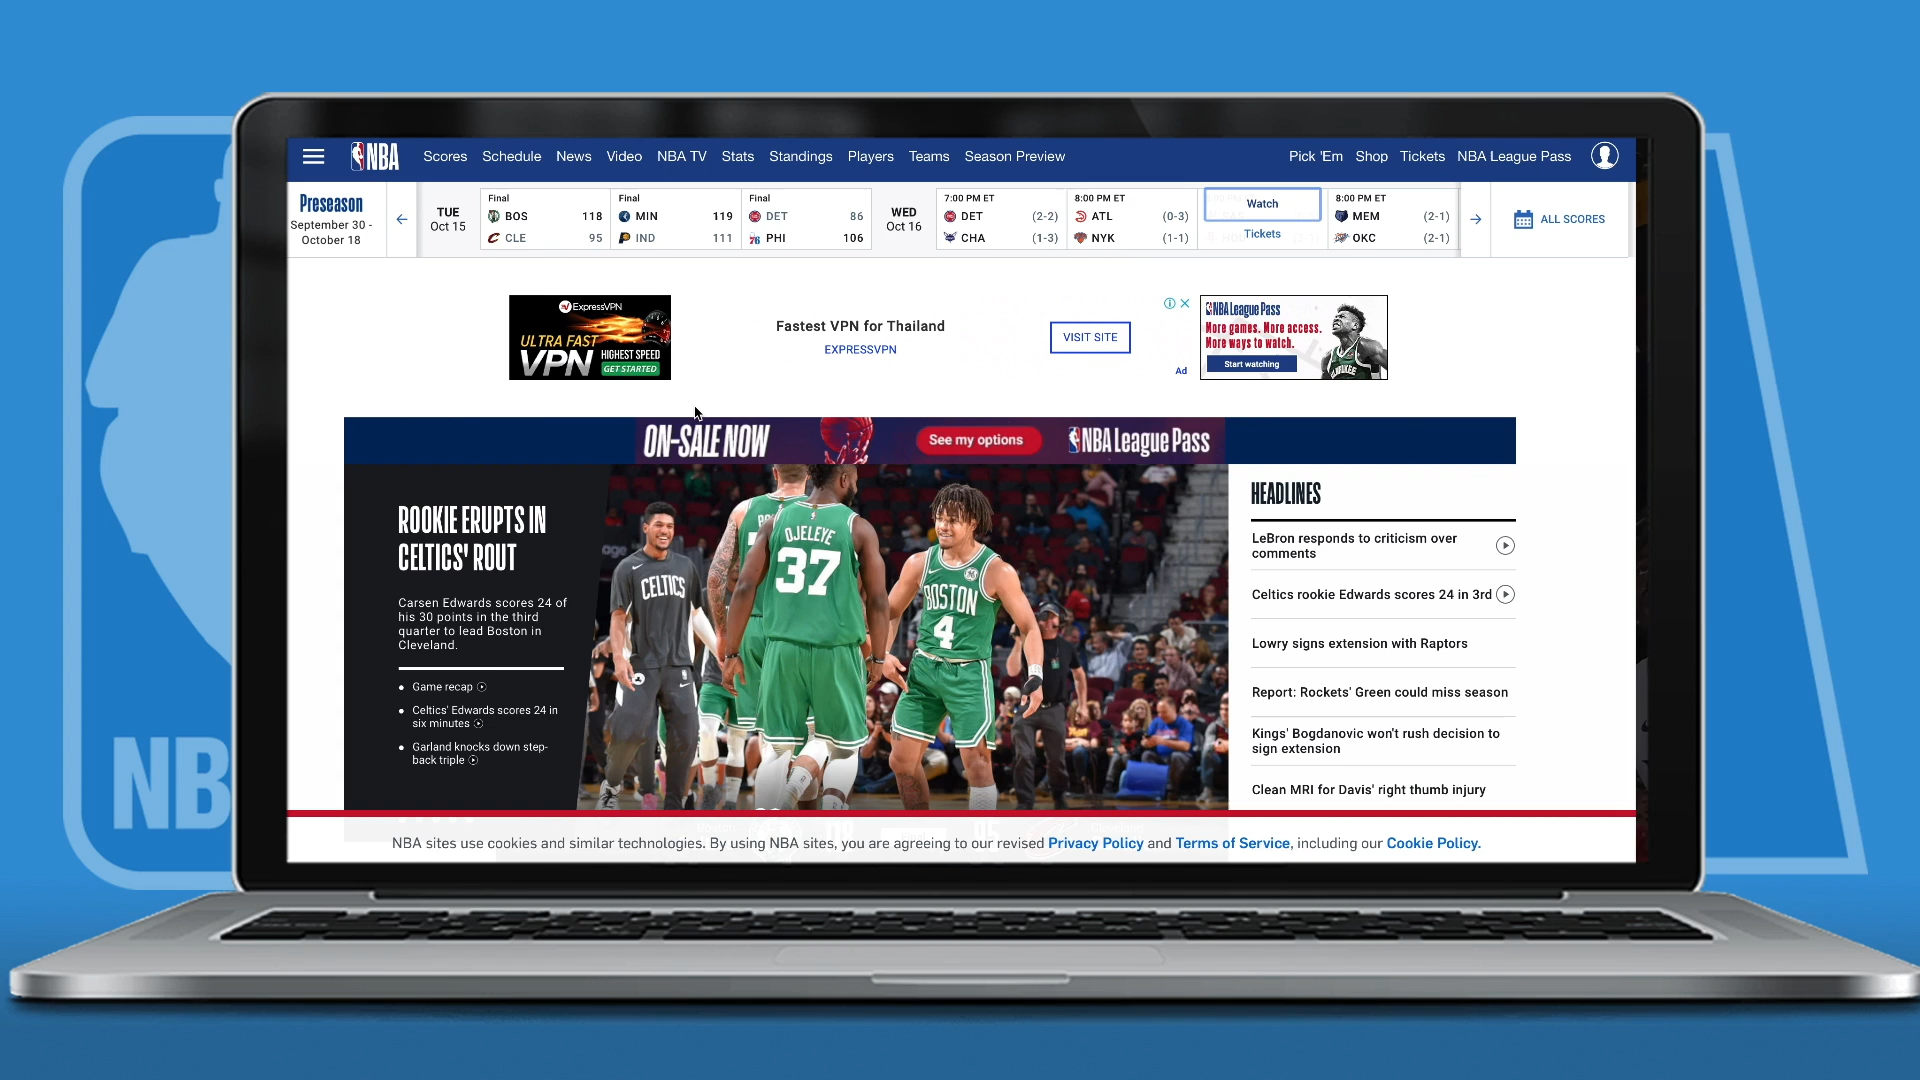 NBA
Scores Schedule News Video NBA TV Stats Standings Players Teams Season Preview
Pick 'Em Shop Tickets NBA League Pass
Preseason
September 30 -
October 18
TUE
Oct 15
Final
BOS 118
CLE 95
Final
MIN 119
IND 111
Final
DET 86
PHI 106
WED
Oct 16
7:00 PM ET
DET (2-2)
CHA (1-3)
8:00 PM ET
ATL (0-3)
NYK (1-1)
Watch
Tickets
8:00 PM ET
MEM (2-1)
OKC (2-1)
ALL SCORES
ExpressVPN
ULTRA FAST
VPN
HIGHEST SPEED
GET STARTED
Fastest VPN for Thailand
EXPRESSVPN
VISIT SITE
Ad
NBA League Pass
More games. More access.
More ways to watch.
Start watching
MILWAUKEE
ON-SALE NOW
See my options
NBA League Pass
ROOKIE ERUPTS IN
CELTICS' ROUT
Carsen Edwards scores 24 of
his 30 points in the third
quarter to lead Boston in
Cleveland.
• Game recap
• Celtics' Edwards scores 24 in
six minutes
• Garland knocks down step-
back triple
CELTICS
OJELEYE
37
BOSTON
4
HEADLINES
LeBron responds to criticism over
comments
Celtics rookie Edwards scores 24 in 3rd
Lowry signs extension with Raptors
Report: Rockets' Green could miss season
Kings' Bogdanovic won't rush decision to
sign extension
Clean MRI for Davis' right thumb injury
NBA sites use cookies and similar technologies. By using NBA sites, you are agreeing to our revised Privacy Policy and Terms of Service, including our Cookie Policy.
NB